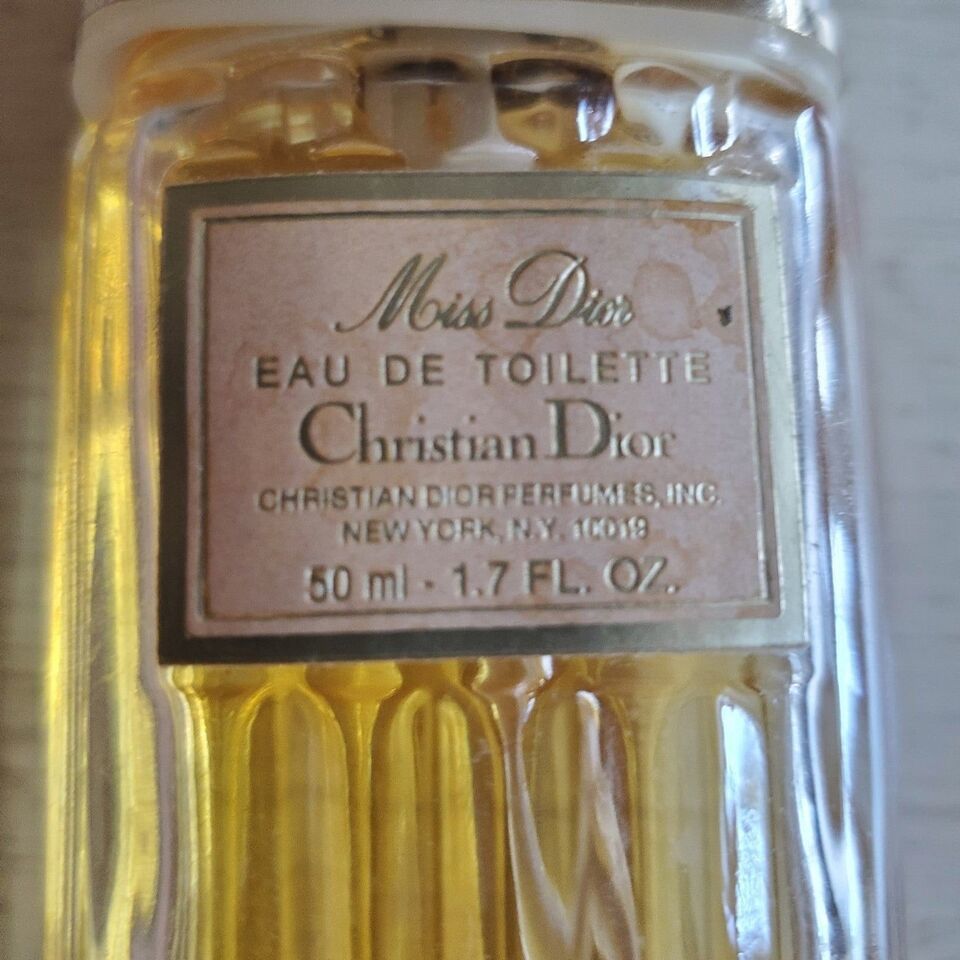 Miss Dior
EAU DE TOILETTE
Christian Dior
CHRISTIAN DIOR PERFUMES, INC.
NEW YORK, N.Y. 10019
50 ml - 1.7 FL. OZ.